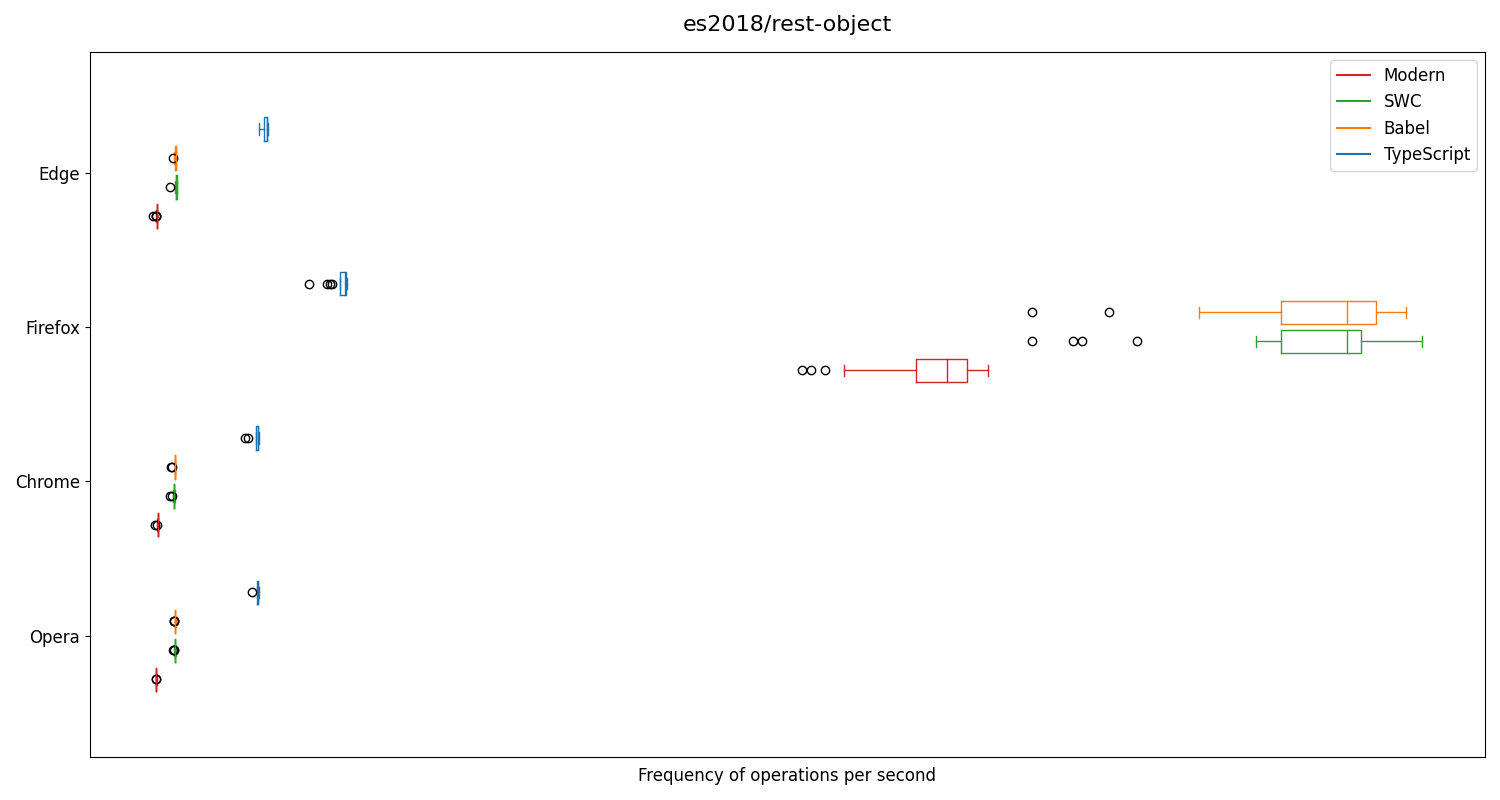 es2018/rest-object
Modern
SWC
Babel
TypeScript
Edge
Firefox
Chrome
Opera
Frequency of operations per second